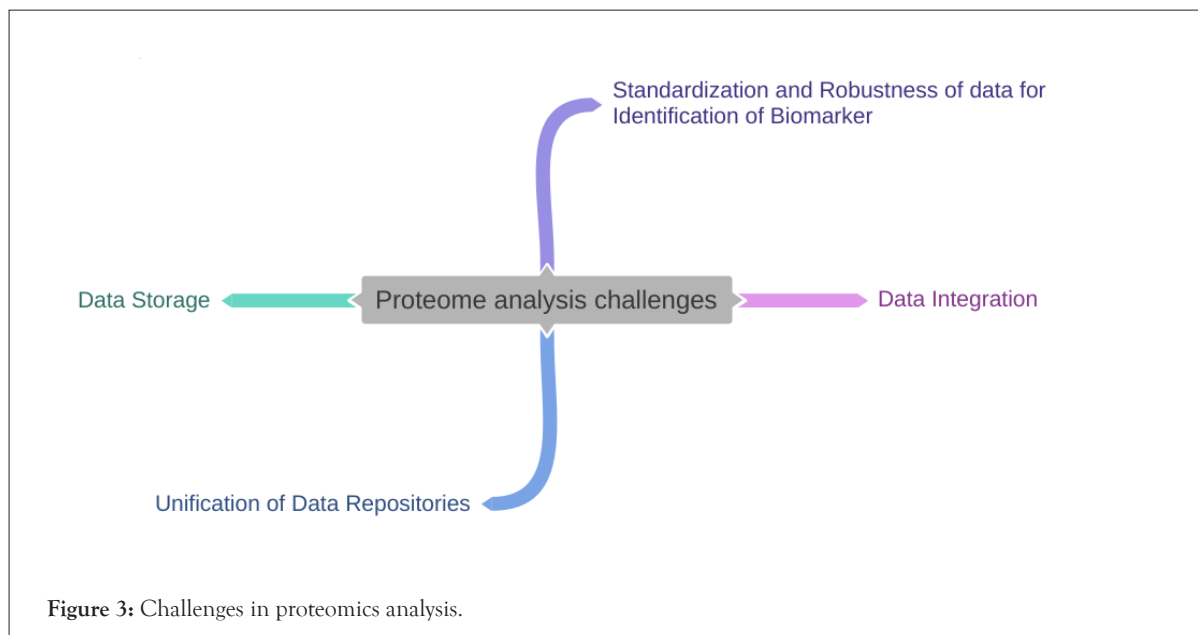 Standardization and Robustness of data for
Identification of Biomarker
Data Storage
Proteome analysis challenges
Data Integration
Unification of Data Repositories
Figure 3: Challenges in proteomics analysis.